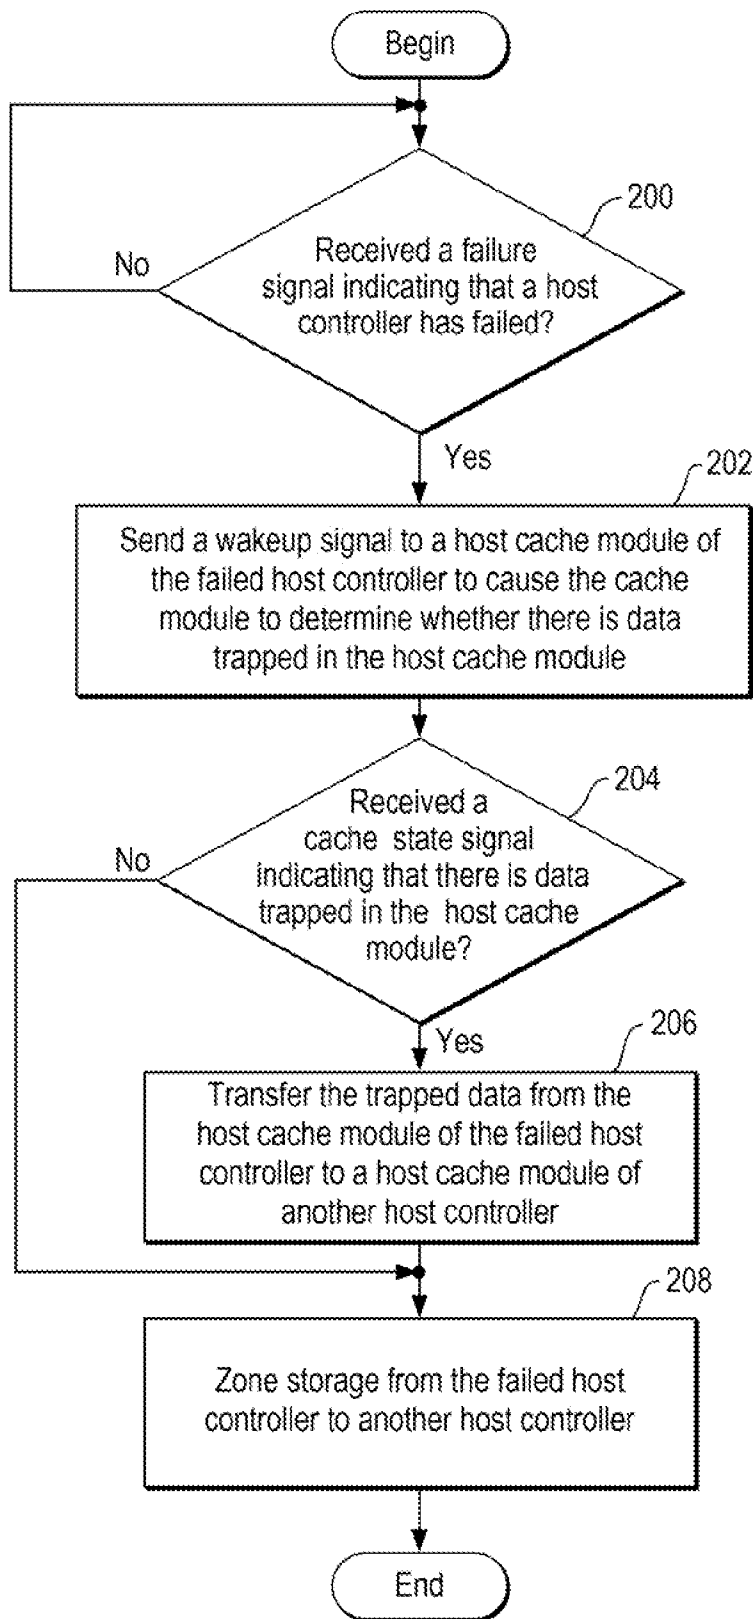 Begin
200
Received a failure
signal indicating that a host
controller has failed?
No
Yes
202
Send a wakeup signal to a host cache module of
the failed host controller to cause the cache
module to determine whether there is data
trapped in the host cache module
204
Received a
cache state signal
indicating that there is data
trapped in the host cache
module?
No
Yes
206
Transfer the trapped data from the
host cache module of the failed host
controller to a host cache module of
another host controller
208
Zone storage from the failed host
controller to another host controller
End